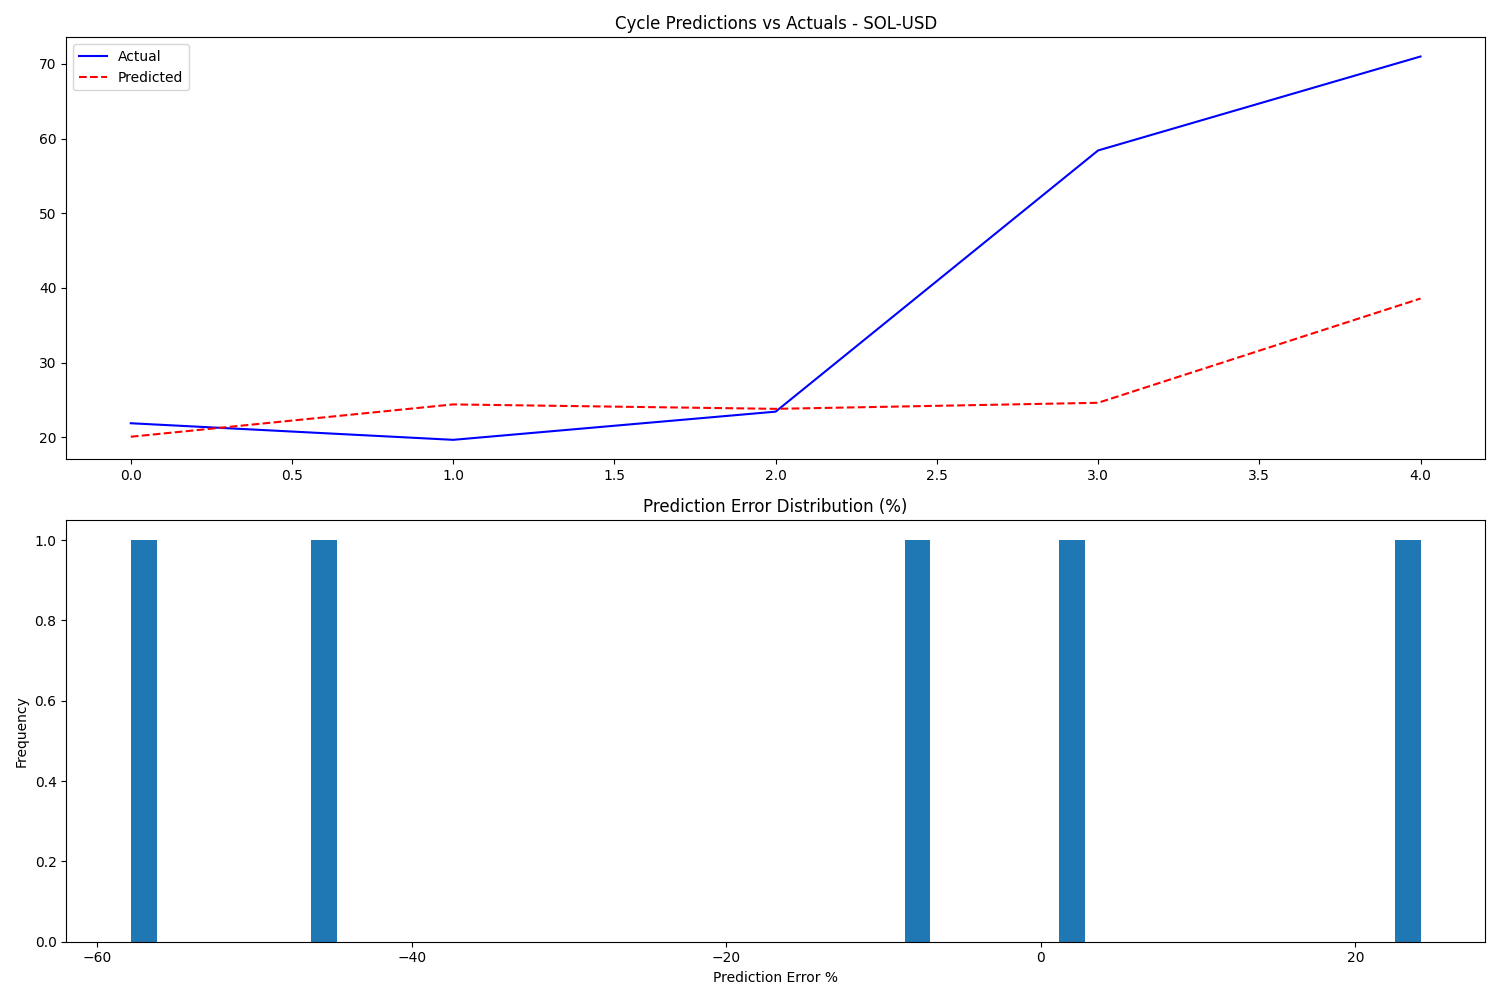 Cycle Predictions vs Actuals - SOL-USD
Actual
Predicted
70
60
50
40
30
20
0.0 0.5 1.0 1.5 2.0 2.5 3.0 3.5 4.0
Prediction Error Distribution (%)
1.0
0.8
0.6
0.4
0.2
0.0
Frequency
−60 −40 −20 0 20
Prediction Error %